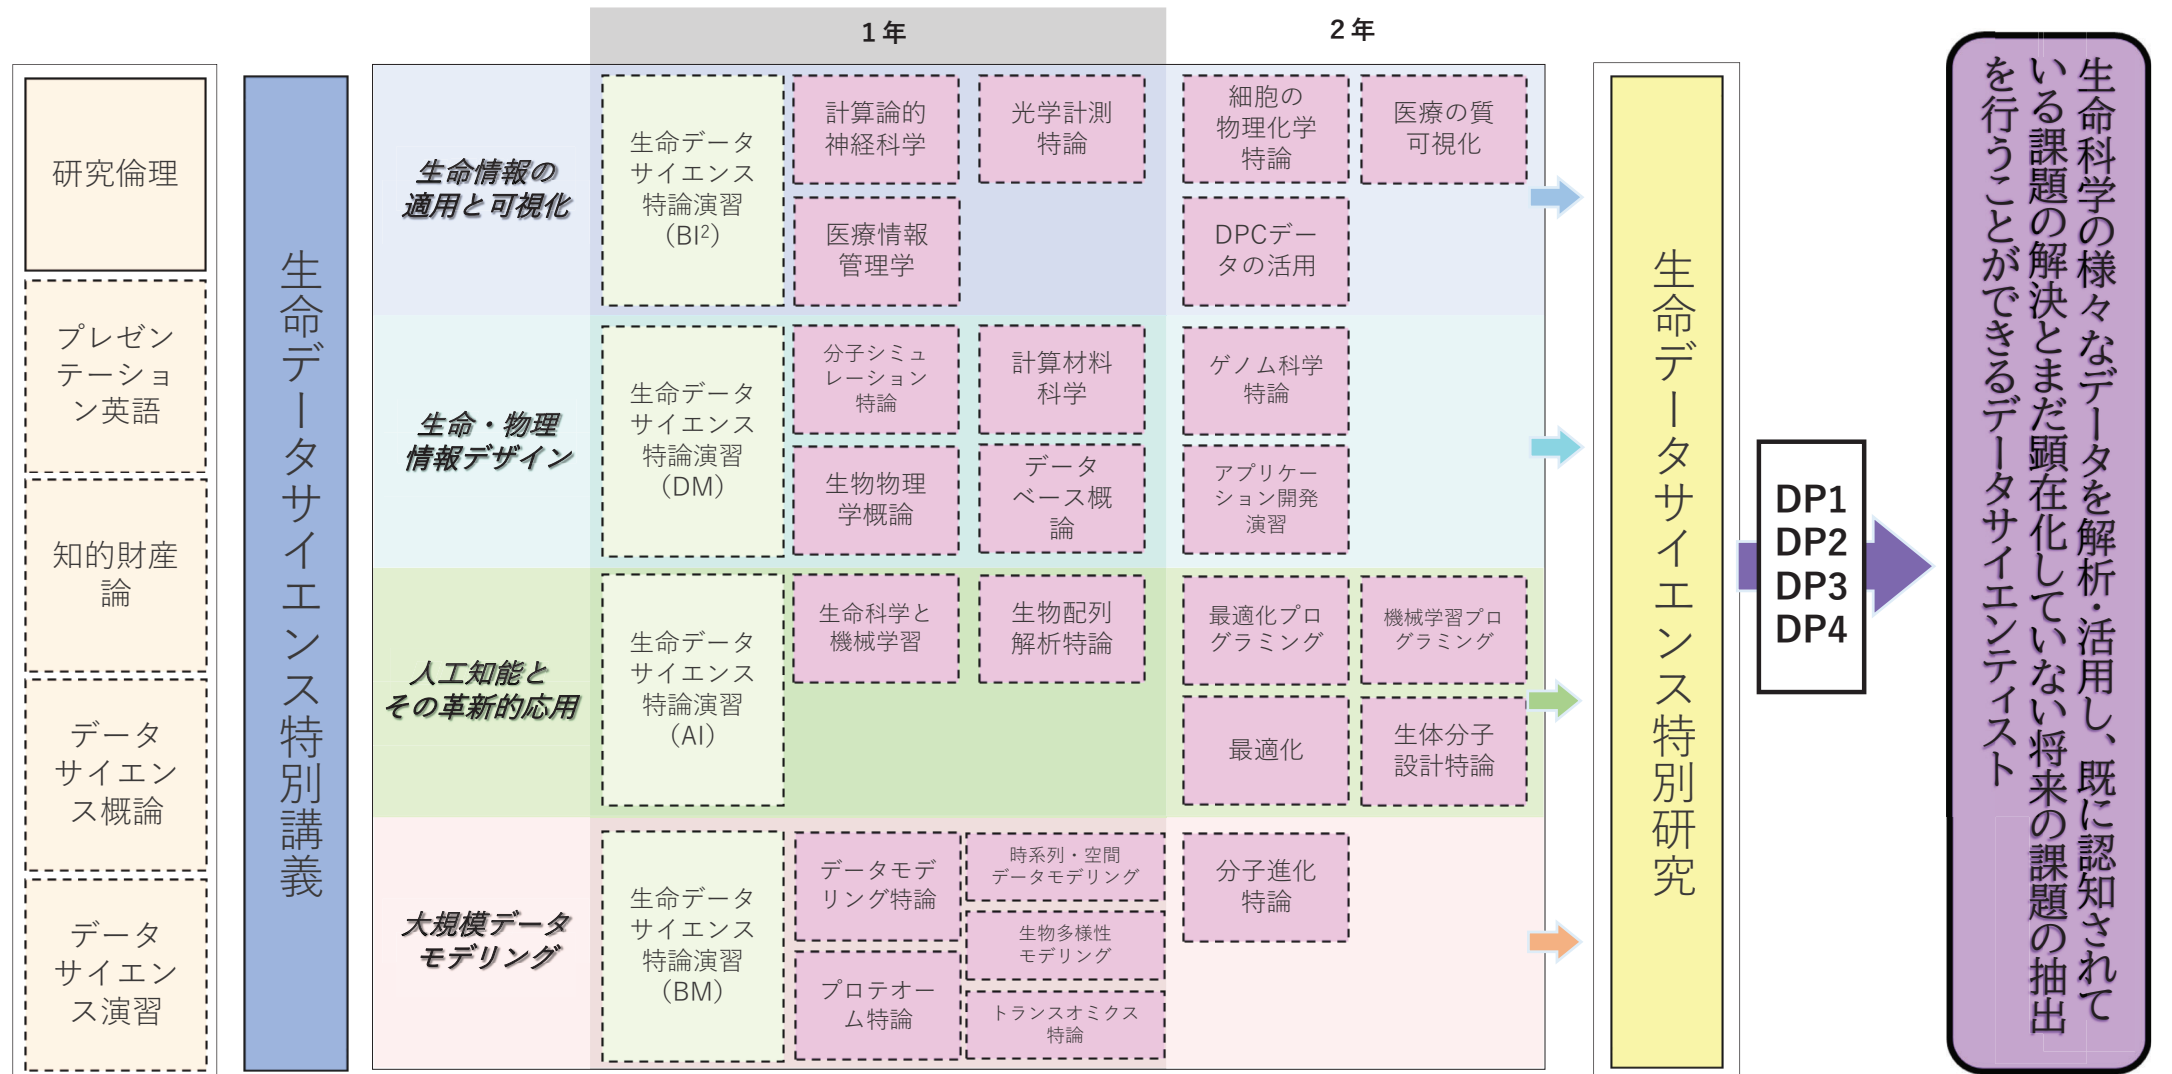 1年
2年
研究倫理
プレゼン
テーショ
ン英語
知的財産
論
データ
サイエン
ス概論
データ
サイエン
ス演習
生命データサイエンス特別講義
生命情報の
適用と可視化
生命データ
サイエンス
特論演習
（BI²）
計算論的
神経科学
光学計測
特論
医療情報
管理学
細胞の
物理化学
特論
医療の質
可視化
DPCデー
タの活用
生命・物理
情報デザイン
生命データ
サイエンス
特論演習
（DM）
分子シミュ
レーション
特論
計算材料
科学
生物物理
学概論
データ
ベース概
論
ゲノム科学
特論
アプリケー
ション開発
演習
人工知能と
その革新的応用
生命データ
サイエンス
特論演習
（AI）
生命科学と
機械学習
生物配列
解析特論
最適化プロ
グラミング
機械学習プロ
グラミング
最適化
生体分子
設計特論
大規模データ
モデリング
生命データ
サイエンス
特論演習
（BM）
データモデ
リング特論
時系列・空間
データモデリング
生物多様性
モデリング
プロテオー
ム特論
トランスオミクス
特論
分子進化
特論
生命データサイエンス特別研究
DP1
DP2
DP3
DP4
生命科学の様々なデータを解析・活用し、既に認知されて
いる課題の解決とまだ顕在化していない将来の課題の抽出
を行うことができるデータサイエンティスト